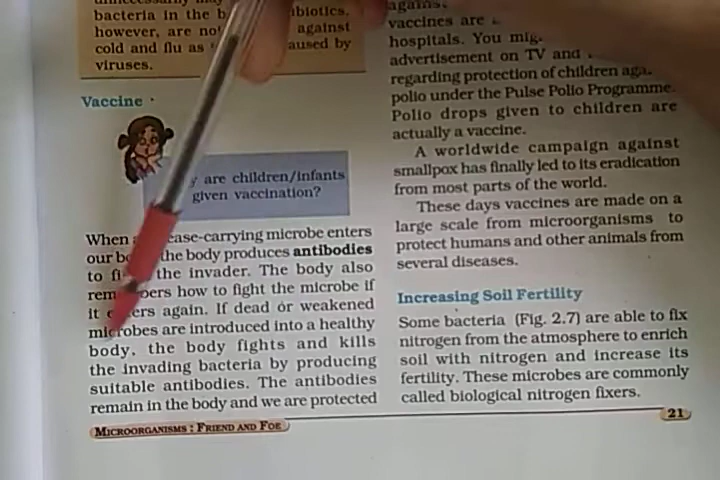 bacteria in the b ibiotics.
however, are not against
cold and flu as aused by
viruses.
Vaccine
are children/infants
given vaccination?
When ase-carrying microbe enters
our bo the body produces antibodies
to fi the invader. The body also
rem bers how to fight the microbe if
it e ers again. If dead or weakened
microbes are introduced into a healthy
body, the body fights and kills
the invading bacteria by producing
suitable antibodies. The antibodies
remain in the body and we are protected
vaccines are
hospitals. You mig
advertisement on TV and
regarding protection of children aga
polio under the Pulse Polio Programme.
Polio drops given to children are
actually a vaccine.
A worldwide campaign against
smallpox has finally led to its eradication
from most parts of the world.
These days vaccines are made on a
large scale from microorganisms to
protect humans and other animals from
several diseases.
Increasing Soil Fertility
Some bacteria (Fig. 2.7) are able to fix
nitrogen from the atmosphere to enrich
soil with nitrogen and increase its
fertility. These microbes are commonly
called biological nitrogen fixers.
MICROORGANISMS : FRIEND AND FOE
21